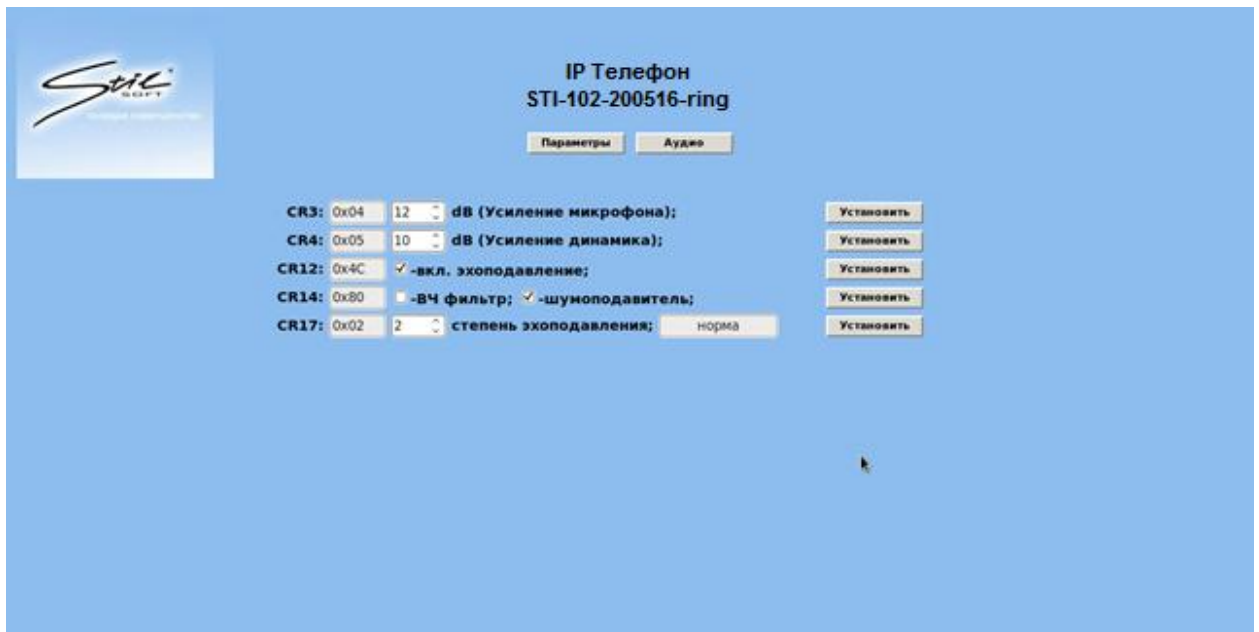 Stil
SOFT
IP Телефон
STI-102-200516-ring
Параметры Аудио
CR3: 0x04 12 dB (Усиление микрофона); Установить
CR4: 0x05 10 dB (Усиление динамика); Установить
CR12: 0x4C -вкл. эхоподавление; Установить
CR14: 0x80 -ВЧ фильтр; -шумоподавитель; Установить
CR17: 0x02 2 степень эхоподавления; норма Установить